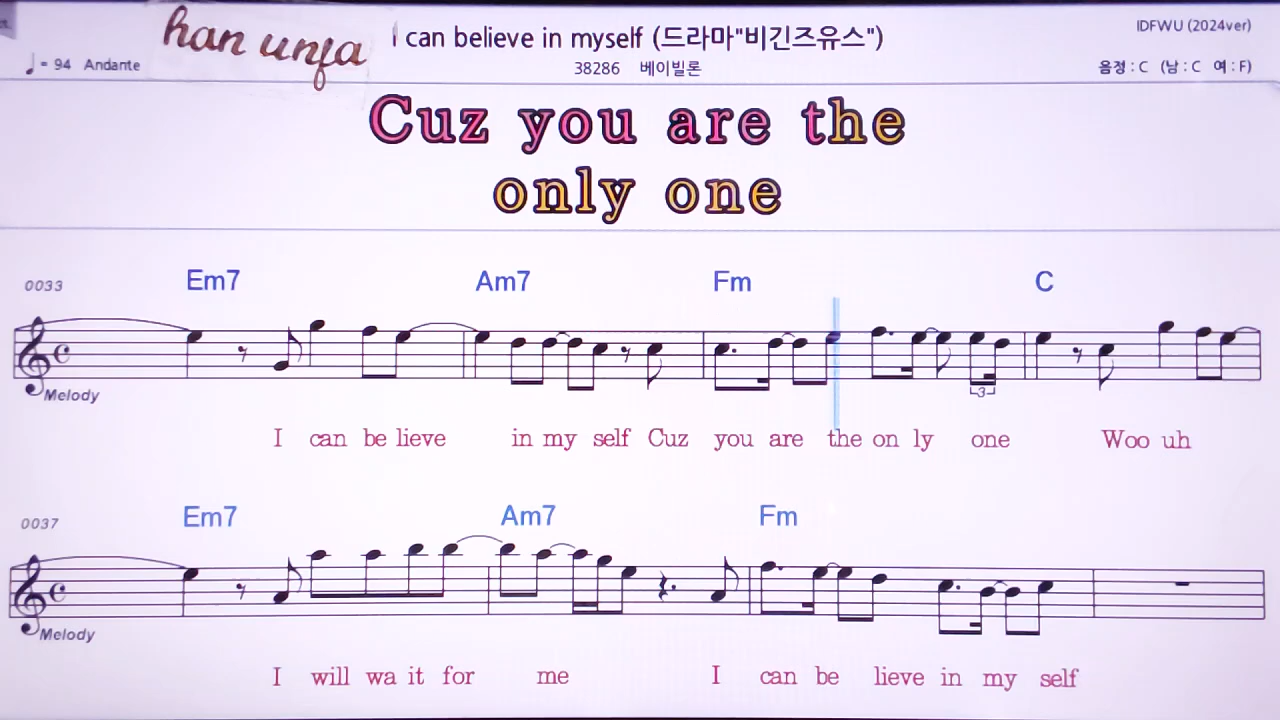 han unfa
I can believe in myself (드라마"비긴즈유스")
IDFWU (2024ver)
♩= 94 Andante
38286 베이빌론
음정 : C (남 : C 여 : F)
Cuz you are the
only one
0033 Em7 Am7 Fm C
3
Melody
I can be lieve in my self Cuz you are the on ly one Woo uh
0037 Em7 Am7 Fm
Melody
I will wa it for me I can be lieve in my self